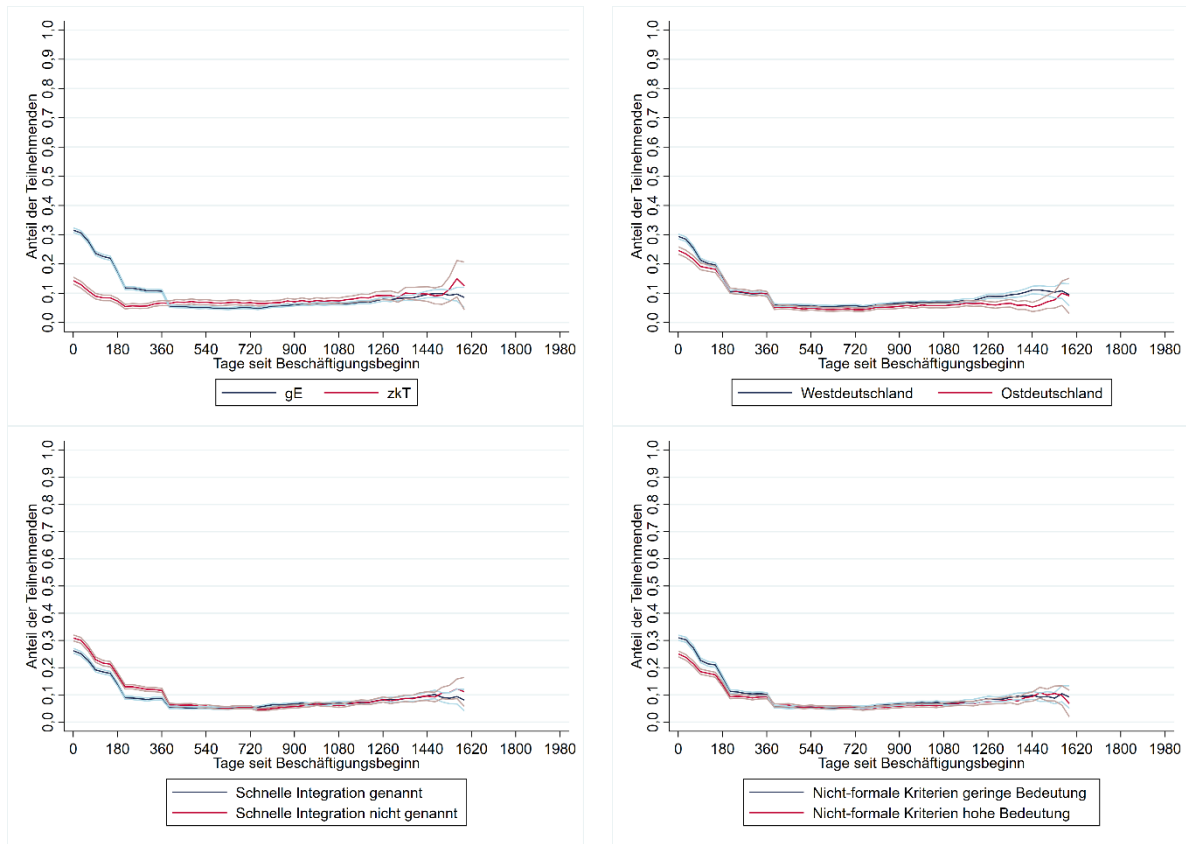 Anteil der Teilnehmenden
1,0
0,9
0,8
0,7
0,6
0,5
0,4
0,3
0,2
0,1
0,0
0 180 360 540 720 900 1080 1260 1440 1620 1800 1980
Tage seit Beschäftigungsbeginn
gE zkT
Anteil der Teilnehmenden
1,0
0,9
0,8
0,7
0,6
0,5
0,4
0,3
0,2
0,1
0,0
0 180 360 540 720 900 1080 1260 1440 1620 1800 1980
Tage seit Beschäftigungsbeginn
Westdeutschland Ostdeutschland
Anteil der Teilnehmenden
1,0
0,9
0,8
0,7
0,6
0,5
0,4
0,3
0,2
0,1
0,0
0 180 360 540 720 900 1080 1260 1440 1620 1800 1980
Tage seit Beschäftigungsbeginn
Schnelle Integration genannt
Schnelle Integration nicht genannt
Anteil der Teilnehmenden
1,0
0,9
0,8
0,7
0,6
0,5
0,4
0,3
0,2
0,1
0,0
0 180 360 540 720 900 1080 1260 1440 1620 1800 1980
Tage seit Beschäftigungsbeginn
Nicht-formale Kriterien geringe Bedeutung
Nicht-formale Kriterien hohe Bedeutung